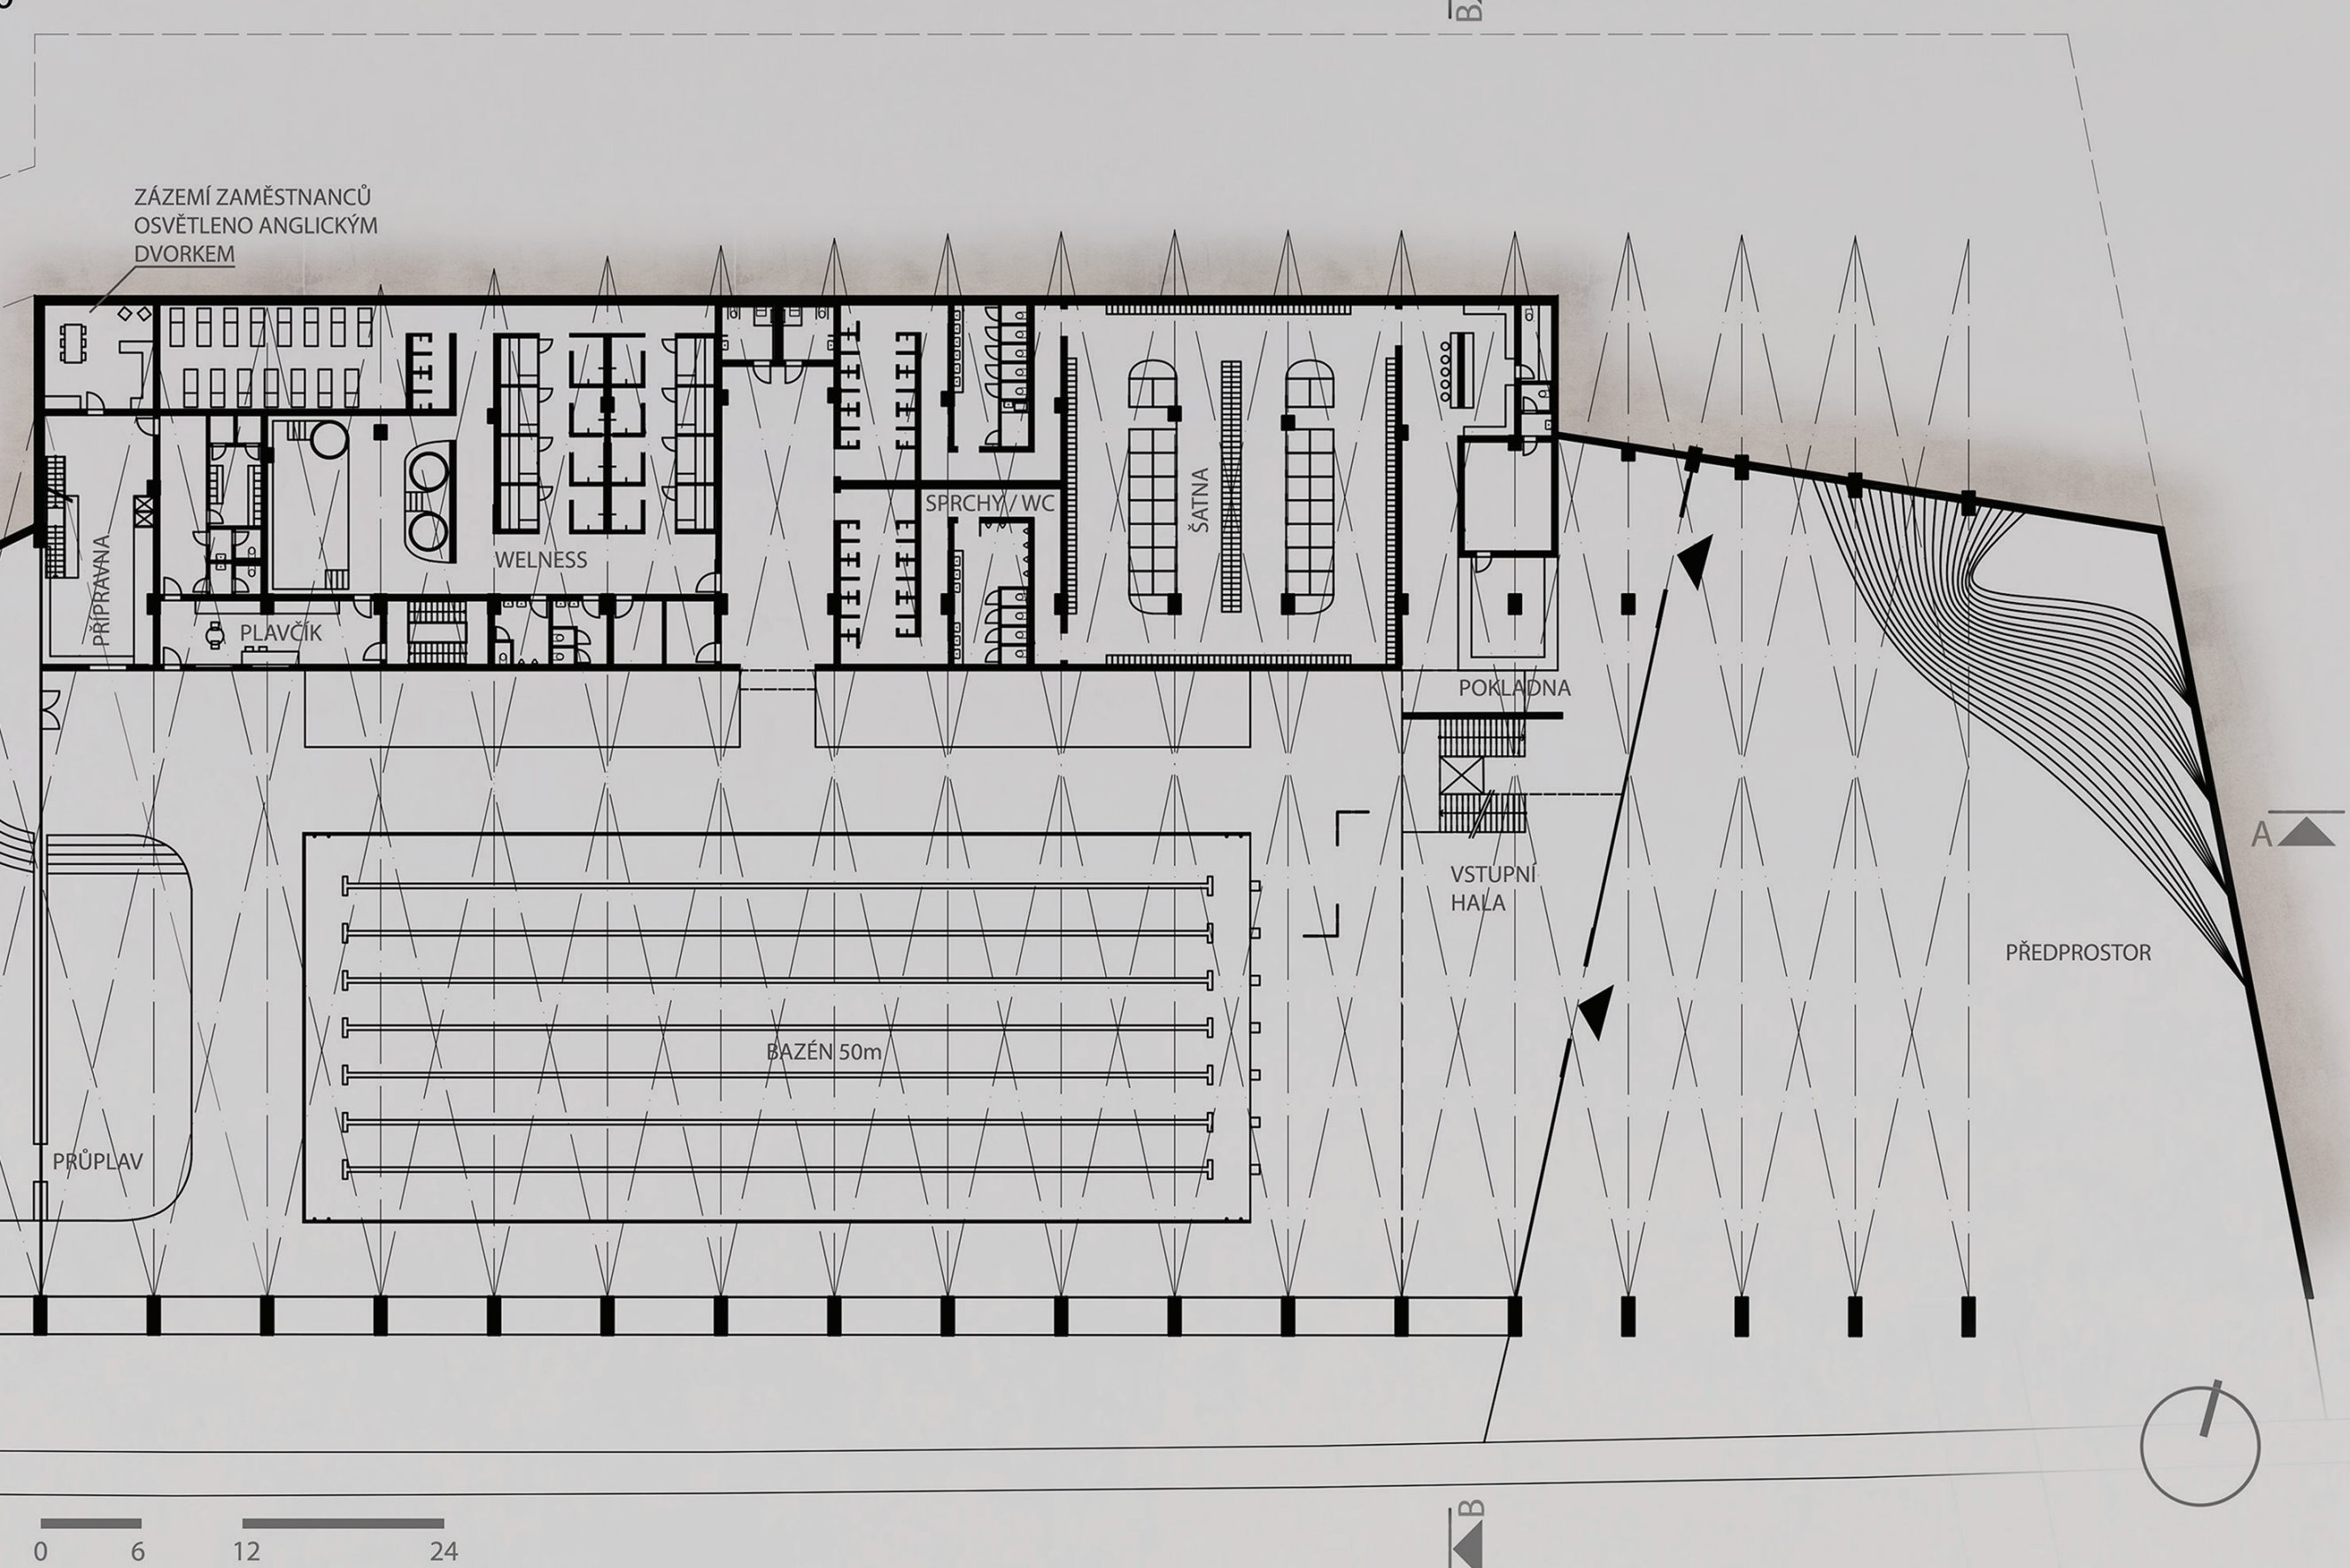 ZÁZEMÍ ZAMĚSTNANCŮ
OSVĚTLENO ANGLICKÝM
DVORKEM
PŘÍPRAVNA
PLAVČÍK
WELNESS
SPRCHY / WC
ŠATNA
POKLADNA
VSTUPNÍ
HALA
A
PŘEDPROSTOR
BAZÉN 50m
PRŮPLAV
B
0 6 12 24